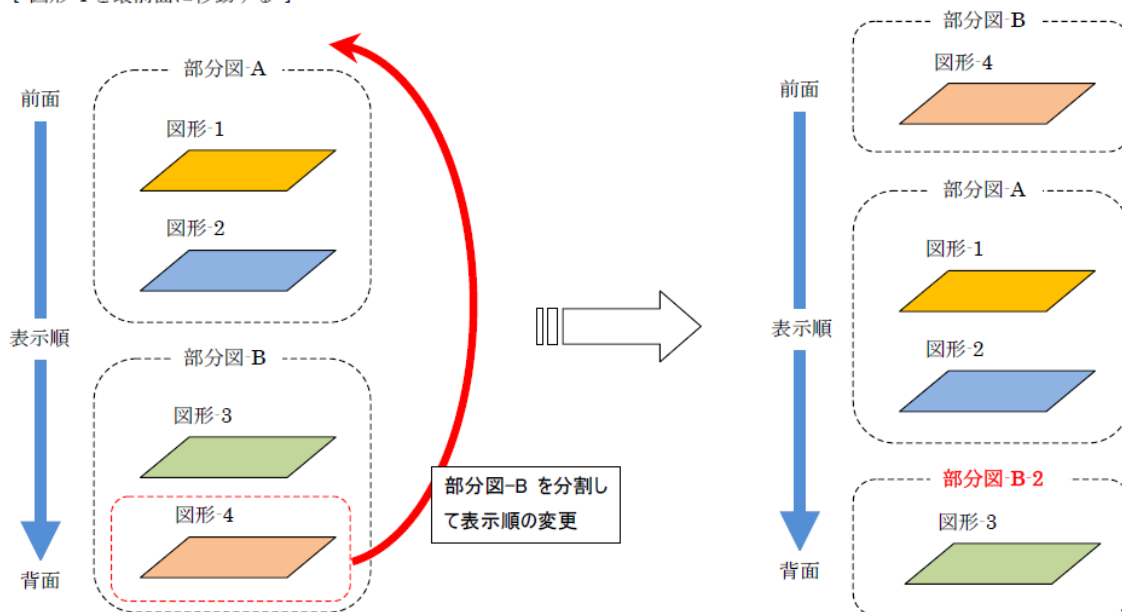 部分図-A
前面
図形-1
図形-2
表示順
部分図-B
図形-3
図形-4
背面
部分図-B を分割し
て表示順の変更
部分図-B
図形-4
前面
部分図-A
図形-1
図形-2
表示順
部分図-B-2
図形-3
背面